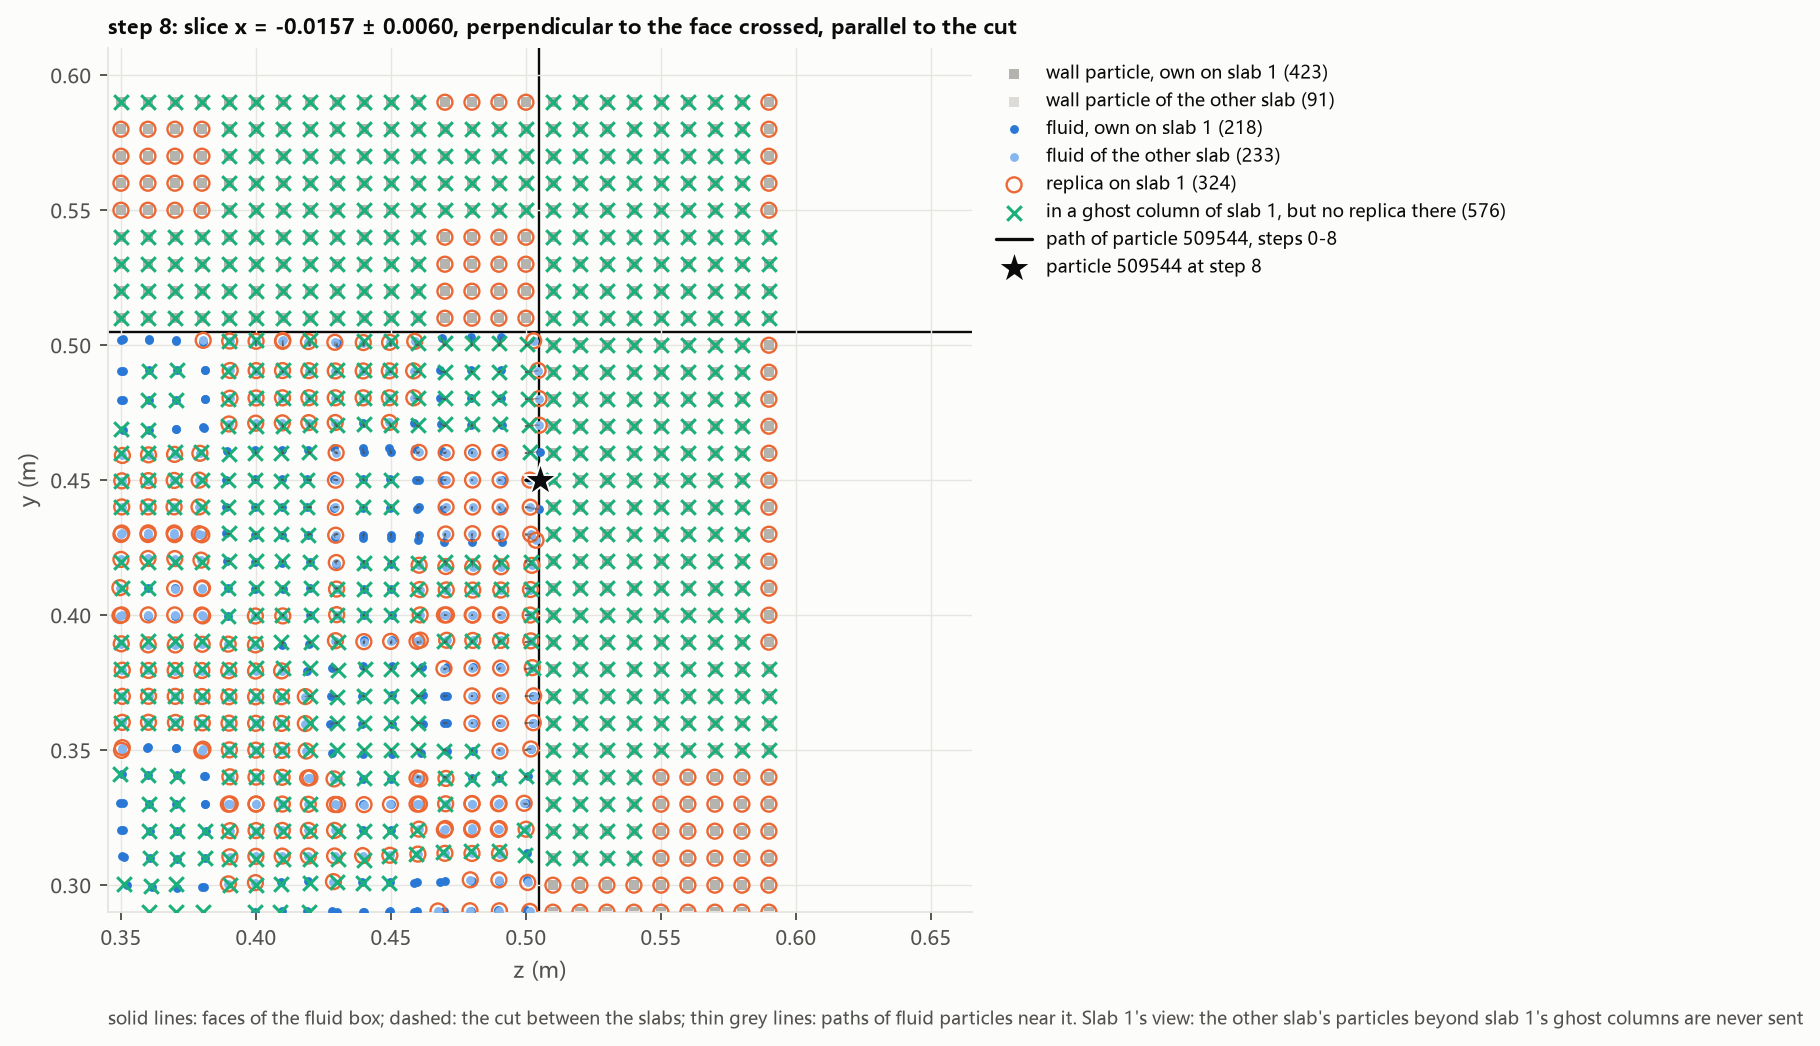 step 8: slice x = -0.0157 ± 0.0060, perpendicular to the face crossed, parallel to the cut
wall particle, own on slab 1 (423)
wall particle of the other slab (91)
fluid, own on slab 1 (218)
fluid of the other slab (233)
replica on slab 1 (324)
in a ghost column of slab 1, but no replica there (576)
path of particle 509544, steps 0-8
particle 509544 at step 8
0.60
0.55
0.50
0.45
0.40
0.35
0.30
y (m)
0.35 0.40 0.45 0.50 0.55 0.60 0.65
z (m)
solid lines: faces of the fluid box; dashed: the cut between the slabs; thin grey lines: paths of fluid particles near it. Slab 1's view: the other slab's particles beyond slab 1's ghost columns are never sent